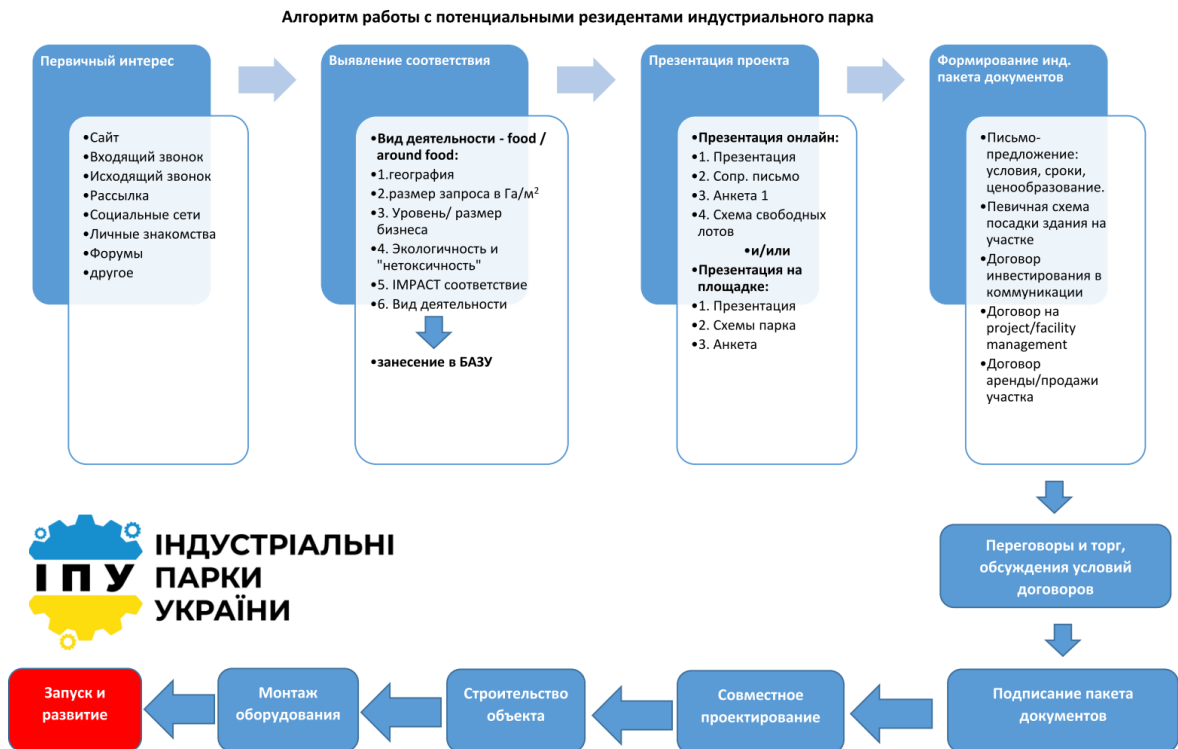 Алгоритм работы с потенциальными резидентами индустриального парка
Первичный интерес
•Сайт
•Входящий звонок
•Исходящий звонок
•Рассылка
•Социальные сети
•Личные знакомства
•Форумы
•другое
Выявление соответствия
•Вид деятельности - food /
around food:
•1.география
•2.размер запроса в Га/м²
•3. Уровень/ размер
бизнеса
•4. Экологичность и
"нетоксичность"
•5. IMPACT соответствие
•6. Вид деятельности
•занесение в БАЗУ
Презентация проекта
•Презентация онлайн:
•1. Презентация
•2. Сопр. письмо
•3. Анкета 1
•4. Схема свободных
лотов
•и/или
•Презентация на
площадке:
•1. Презентация
•2. Схемы парка
•3. Анкета
Формирование инд.
пакета документов
•Письмо-
предложение:
условия, сроки,
ценообразование.
•Певичная схема
посадки здания на
участке
•Договор
инвестирования в
коммуникации
•Договор на
project/facility
management
•Договор
аренды/продажи
участка
ІПУ
ІНДУСТРІАЛЬНІ
ПАРКИ
УКРАЇНИ
Переговоры и торг,
обсуждения условий
договоров
Подписание пакета
документов
Совместное
проектирование
Строительство
объекта
Монтаж
оборудования
Запуск и
развитие